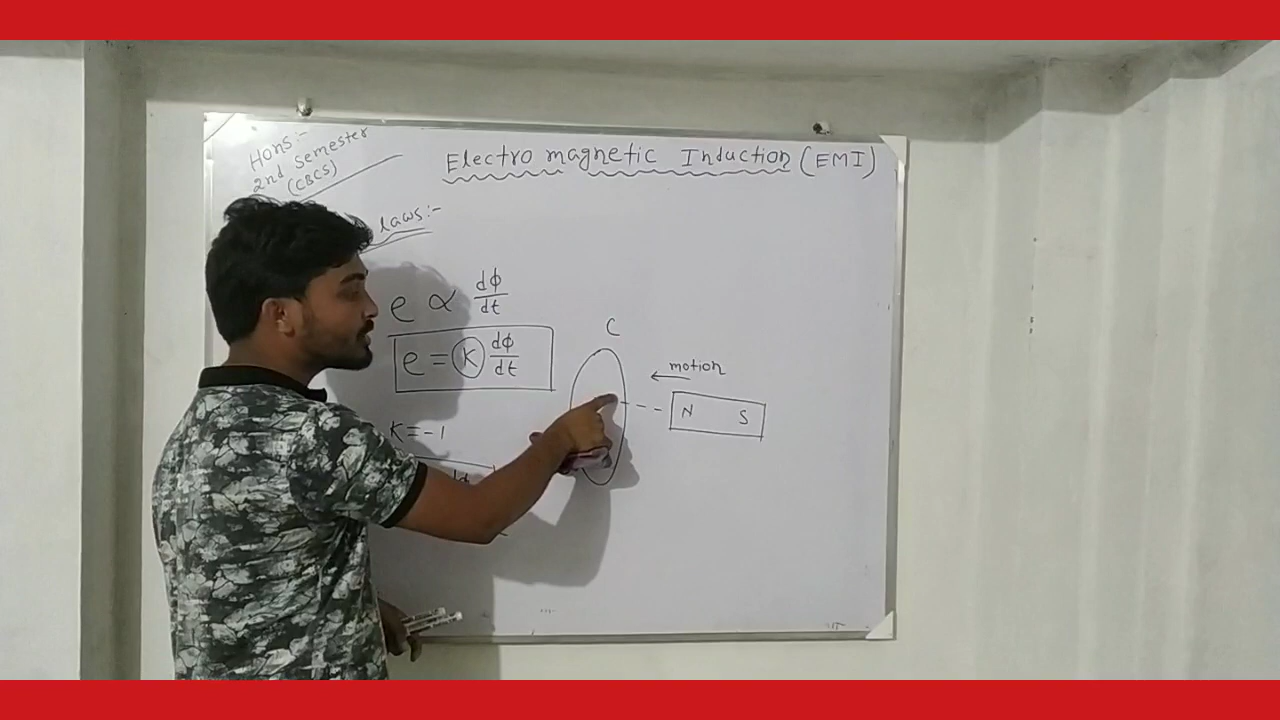 Hons:-
2nd Semester
(CBCS)
Electro magnetic Induction (EMI)
laws:-
e ∝ dϕ/dt
e = K dϕ/dt
K = -1
C
motion
N S